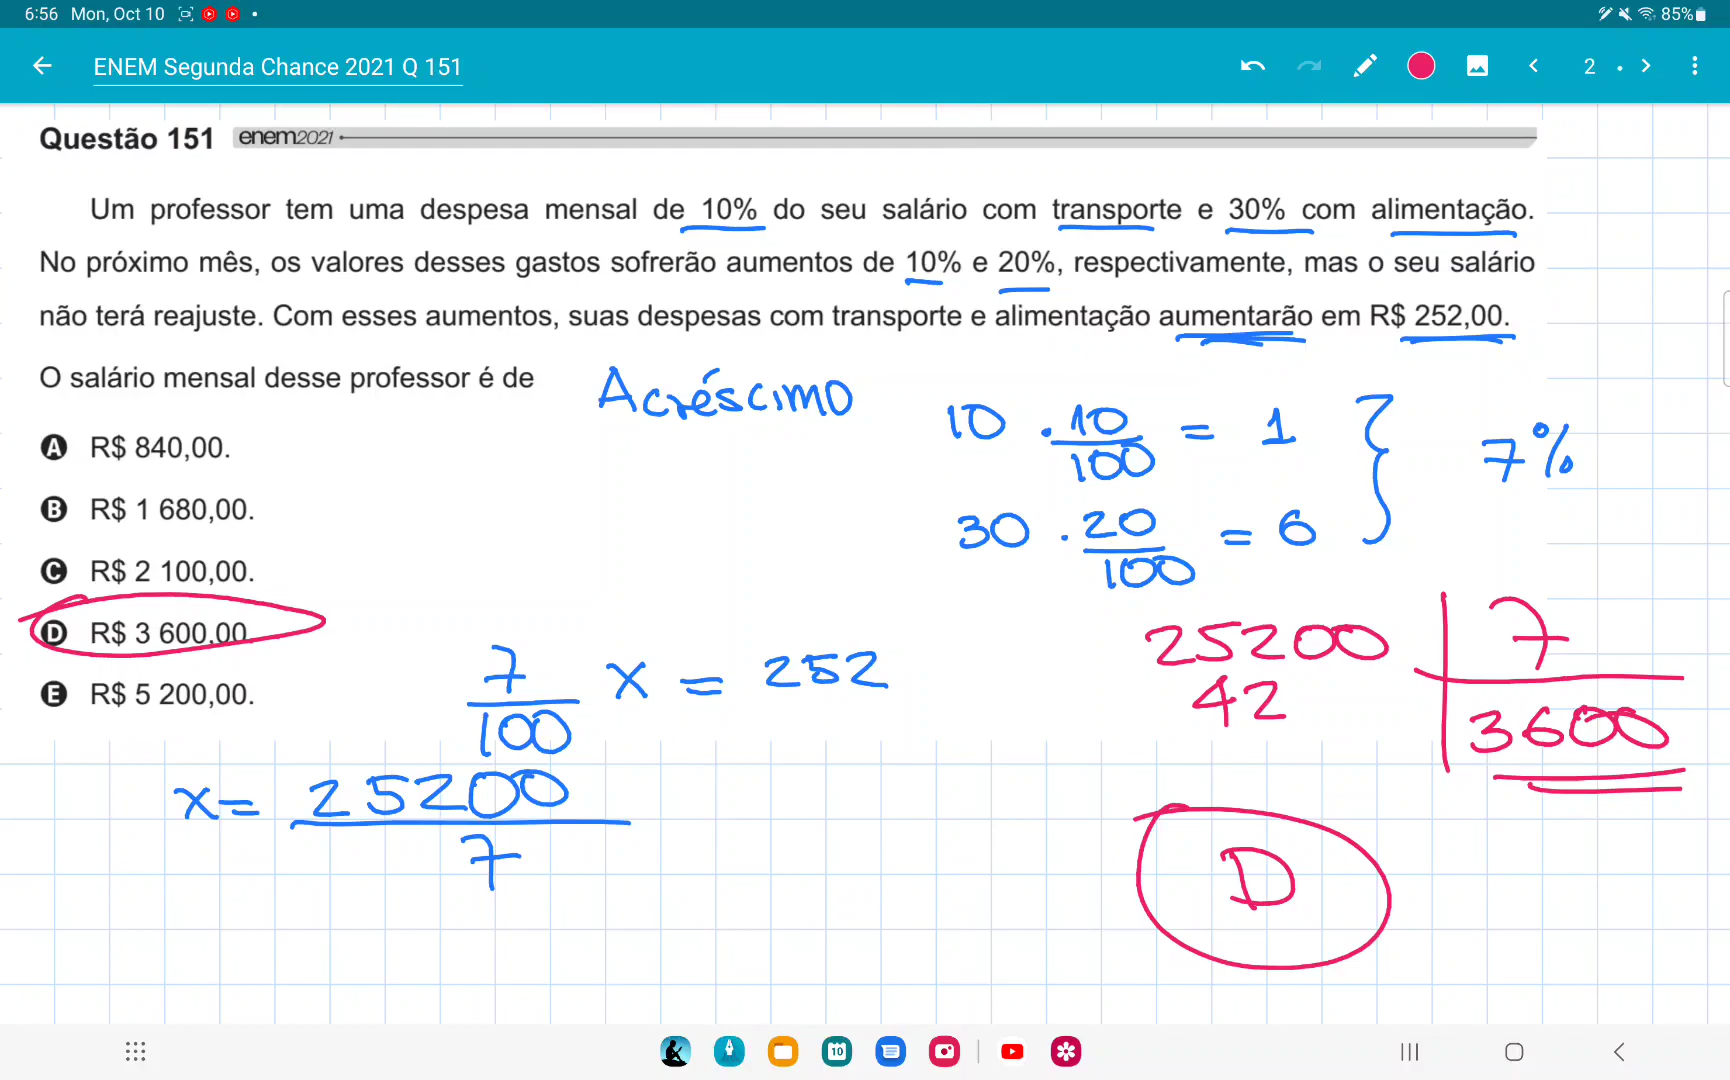 6:56 Mon, Oct 10
85%
ENEM Segunda Chance 2021 Q 151
2
Questão 151 enem2021
Um professor tem uma despesa mensal de 10% do seu salário com transporte e 30% com alimentação.
No próximo mês, os valores desses gastos sofrerão aumentos de 10% e 20%, respectivamente, mas o seu salário
não terá reajuste. Com esses aumentos, suas despesas com transporte e alimentação aumentarão em R$ 252,00.
O salário mensal desse professor é de
A R$ 840,00.
B R$ 1 680,00.
C R$ 2 100,00.
D R$ 3 600,00.
E R$ 5 200,00.
Acréscimo
10 . 10/100 = 1
30 . 20/100 = 6
7%
7/100 x = 252
x = 25200/7
25200 | 7
42 3600
D
10